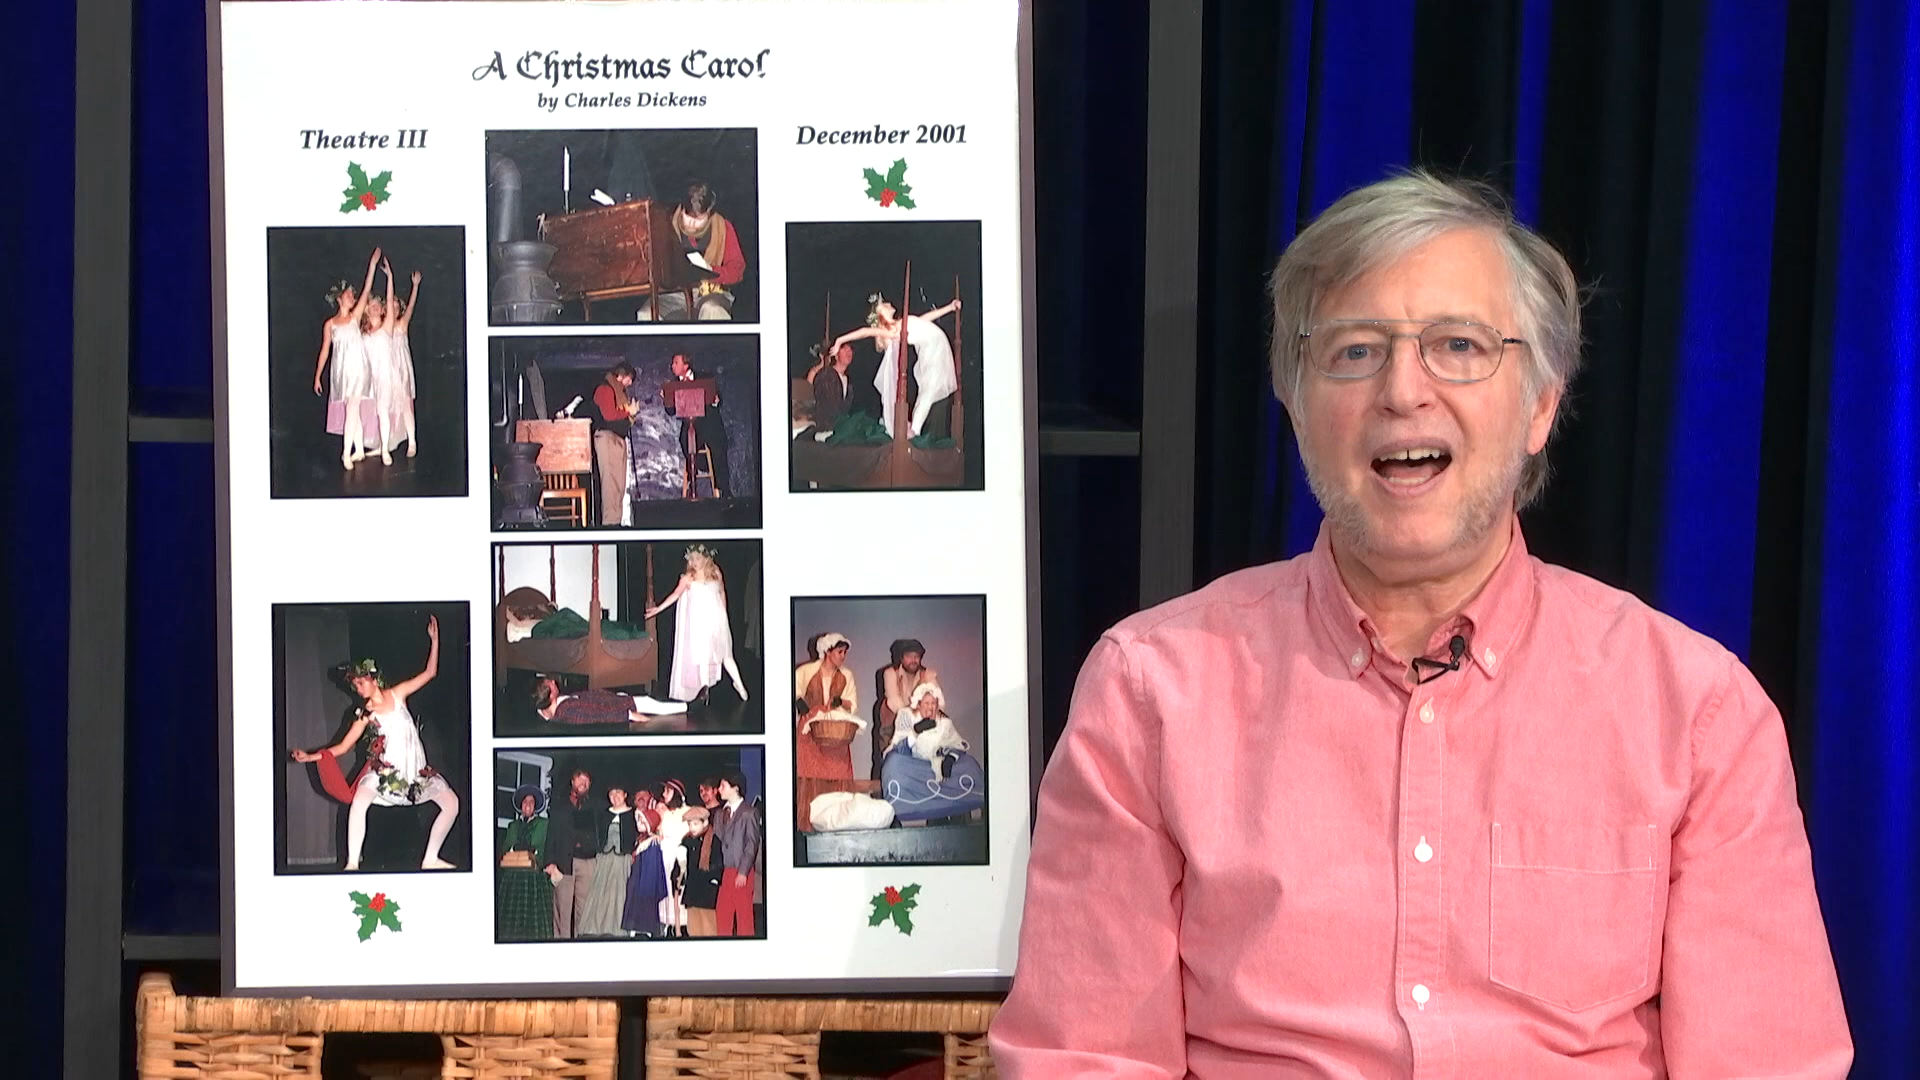 A Christmas Carol
by Charles Dickens
Theatre III
December 2001